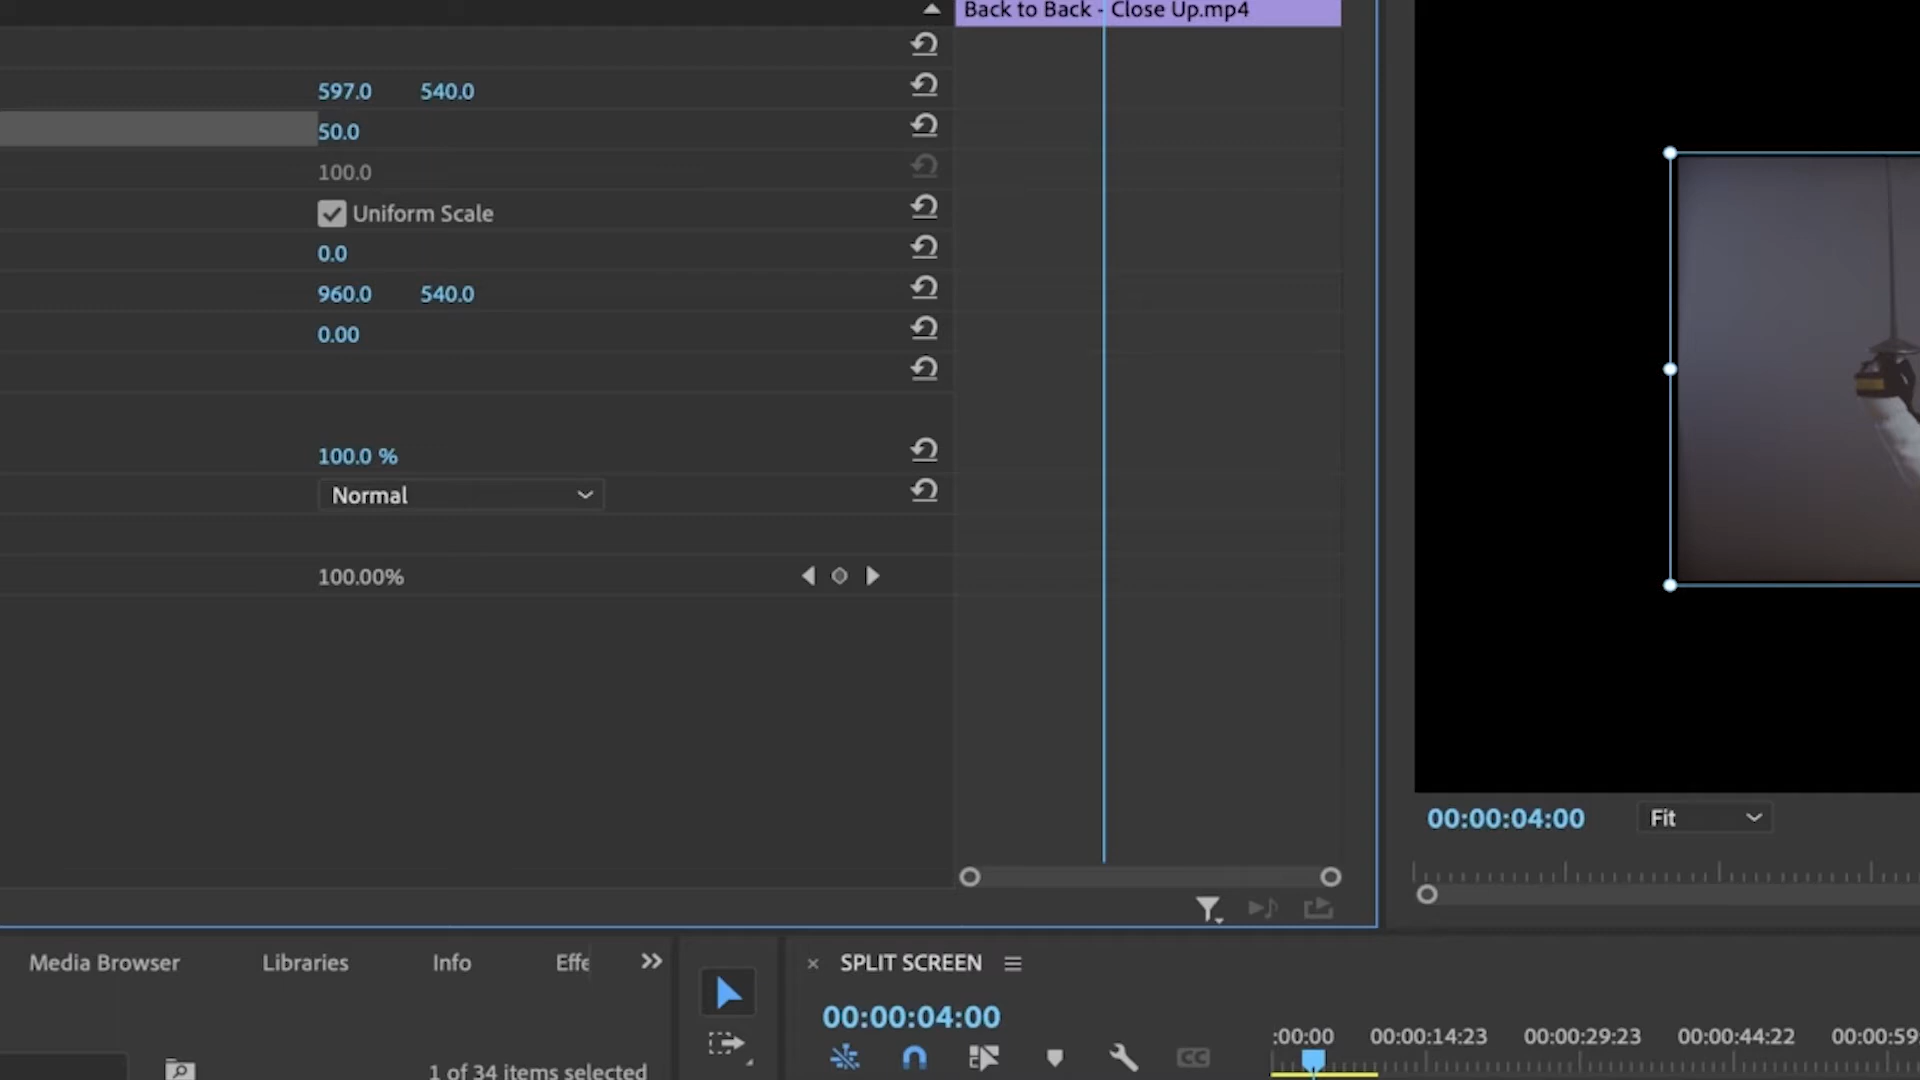 Back to Back - Close Up.mp4
597.0 540.0
50.0
100.0
Uniform Scale
0.0
960.0 540.0
0.00
100.0 %
Normal
100.00%
00:00:04:00 Fit
Media Browser Libraries Info Effe
SPLIT SCREEN
00:00:04:00
:00:00 00:00:14:23 00:00:29:23 00:00:44:22 00:00:59
CC
1 of 34 items selected